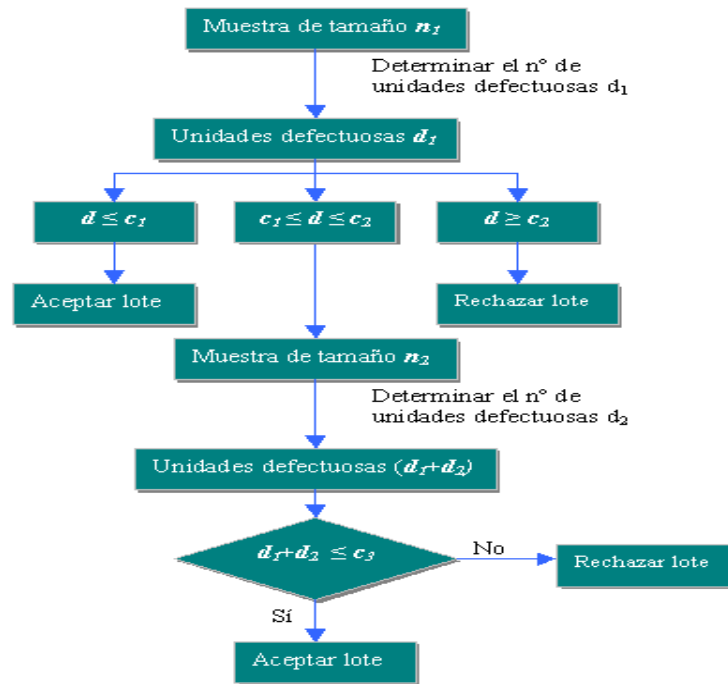 Muestra de tamaño n₁
Determinar el nº de
unidades defectuosas d₁
Unidades defectuosas d₁
d ≤ c₁
c₁ ≤ d ≤ c₂
d ≥ c₂
Aceptar lote
Rechazar lote
Muestra de tamaño n₂
Determinar el nº de
unidades defectuosas d₂
Unidades defectuosas (d₁+d₂)
d₁+d₂ ≤ c₃
No
Rechazar lote
Sí
Aceptar lote